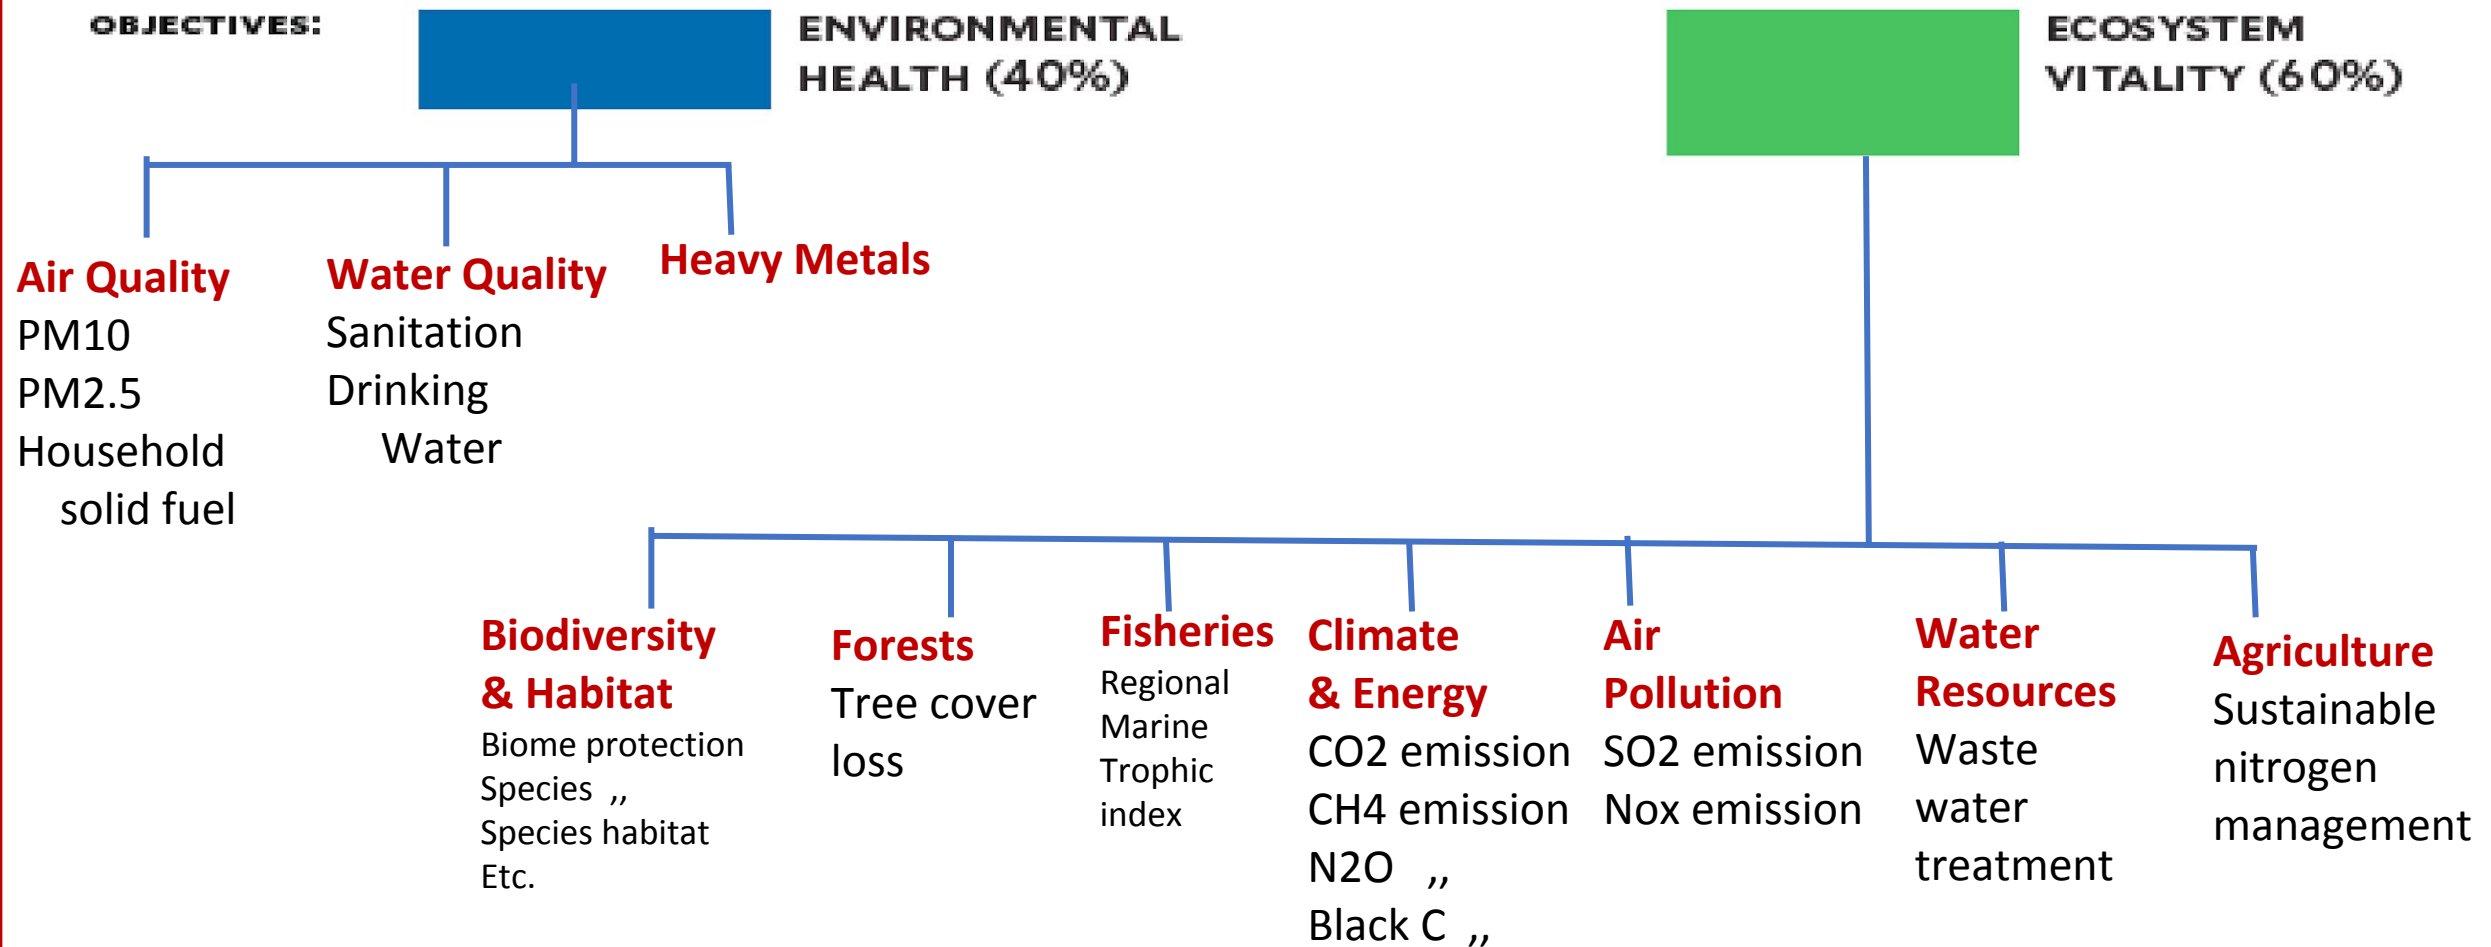 OBJECTIVES:
ENVIRONMENTAL
HEALTH (40%)
ECOSYSTEM
VITALITY (60%)
Air Quality
PM10
PM2.5
Household
solid fuel
Water Quality
Sanitation
Drinking
Water
Heavy Metals
Biodiversity
& Habitat
Biome protection
Species ,,
Species habitat
Etc.
Forests
Tree cover
loss
Fisheries
Regional
Marine
Trophic
index
Climate
& Energy
CO2 emission
CH4 emission
N2O ,,
Black C ,,
Air
Pollution
SO2 emission
Nox emission
Water
Resources
Waste
water
treatment
Agriculture
Sustainable
nitrogen
management